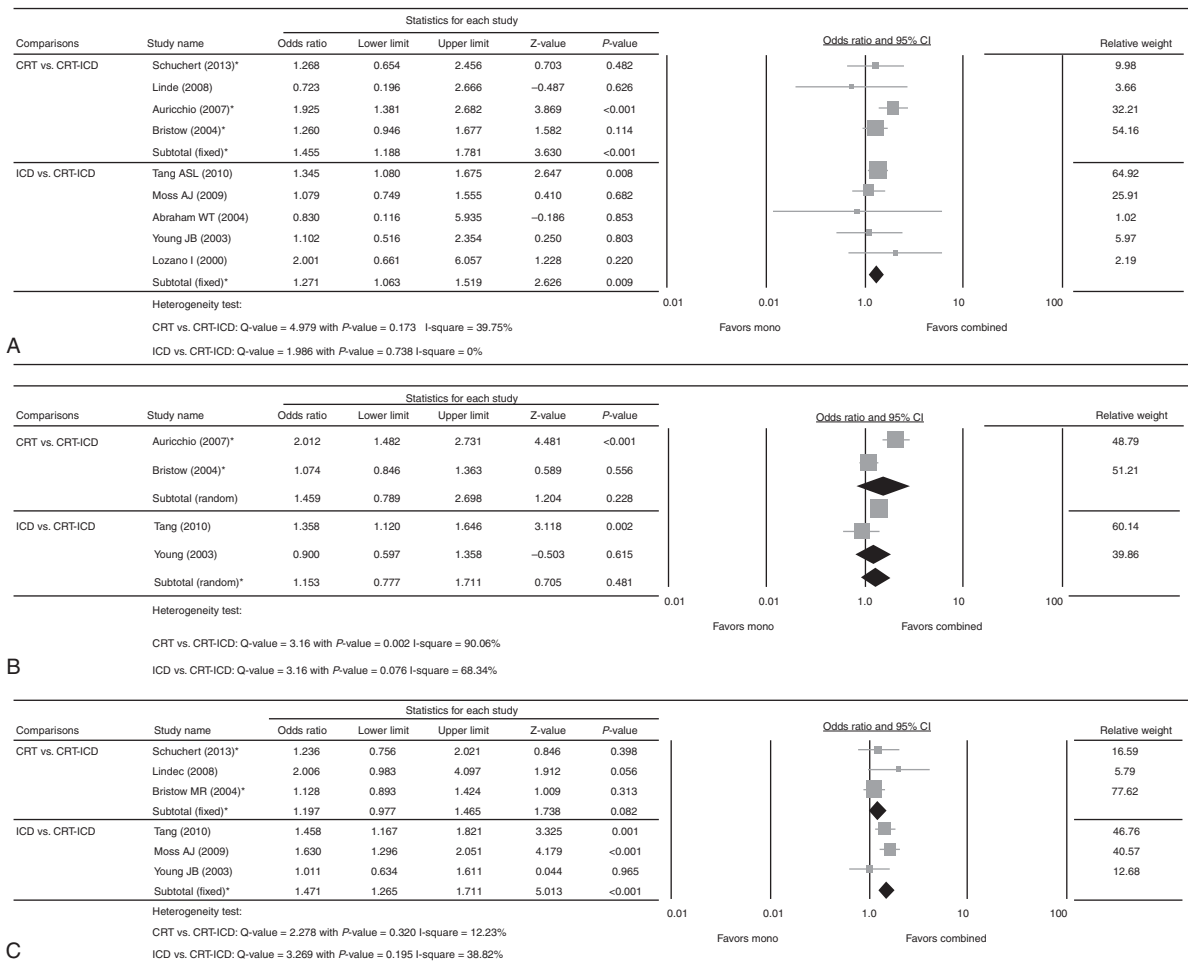 Statistics for each study
Comparisons Study name Odds ratio Lower limit Upper limit Z-value P-value Odds ratio and 95% CI Relative weight
CRT vs. CRT-ICD Schuchert (2013)* 1.268 0.654 2.456 0.703 0.482 9.98
Linde (2008) 0.723 0.196 2.666 –0.487 0.626 3.66
Auricchio (2007)* 1.925 1.381 2.682 3.869 <0.001 32.21
Bristow (2004)* 1.260 0.946 1.677 1.582 0.114 54.16
Subtotal (fixed)* 1.455 1.188 1.781 3.630 <0.001
ICD vs. CRT-ICD Tang ASL (2010) 1.345 1.080 1.675 2.647 0.008 64.92
Moss AJ (2009) 1.079 0.749 1.555 0.410 0.682 25.91
Abraham WT (2004) 0.830 0.116 5.935 –0.186 0.853 1.02
Young JB (2003) 1.102 0.516 2.354 0.250 0.803 5.97
Lozano I (2000) 2.001 0.661 6.057 1.228 0.220 2.19
Subtotal (fixed)* 1.271 1.063 1.519 2.626 0.009
Heterogeneity test: 0.01 0.01 1.0 10 100
CRT vs. CRT-ICD: Q-value = 4.979 with P-value = 0.173 I-square = 39.75% Favors mono Favors combined
A ICD vs. CRT-ICD: Q-value = 1.986 with P-value = 0.738 I-square = 0%
Statistics for each study
Comparisons Study name Odds ratio Lower limit Upper limit Z-value P-value Odds ratio and 95% CI Relative weight
CRT vs. CRT-ICD Auricchio (2007)* 2.012 1.482 2.731 4.481 <0.001 48.79
Bristow (2004)* 1.074 0.846 1.363 0.589 0.556 51.21
Subtotal (random) 1.459 0.789 2.698 1.204 0.228
ICD vs. CRT-ICD Tang (2010) 1.358 1.120 1.646 3.118 0.002 60.14
Young (2003) 0.900 0.597 1.358 –0.503 0.615 39.86
Subtotal (random)* 1.153 0.777 1.711 0.705 0.481
Heterogeneity test: 0.01 0.01 1.0 10 100
Favors mono Favors combined
CRT vs. CRT-ICD: Q-value = 3.16 with P-value = 0.002 I-square = 90.06%
B ICD vs. CRT-ICD: Q-value = 3.16 with P-value = 0.076 I-square = 68.34%
Statistics for each study
Comparisons Study name Odds ratio Lower limit Upper limit Z-value P-value Odds ratio and 95% CI Relative weight
CRT vs. CRT-ICD Schuchert (2013)* 1.236 0.756 2.021 0.846 0.398 16.59
Lindec (2008) 2.006 0.983 4.097 1.912 0.056 5.79
Bristow MR (2004)* 1.128 0.893 1.424 1.009 0.313 77.62
Subtotal (fixed)* 1.197 0.977 1.465 1.738 0.082
ICD vs. CRT-ICD Tang (2010) 1.458 1.167 1.821 3.325 0.001 46.76
Moss AJ (2009) 1.630 1.296 2.051 4.179 <0.001 40.57
Young JB (2003) 1.011 0.634 1.611 0.044 0.965 12.68
Subtotal (fixed)* 1.471 1.265 1.711 5.013 <0.001
Heterogeneity test: 0.01 0.01 1.0 10 100
CRT vs. CRT-ICD: Q-value = 2.278 with P-value = 0.320 I-square = 12.23% Favors mono Favors combined
C ICD vs. CRT-ICD: Q-value = 3.269 with P-value = 0.195 I-square = 38.82%